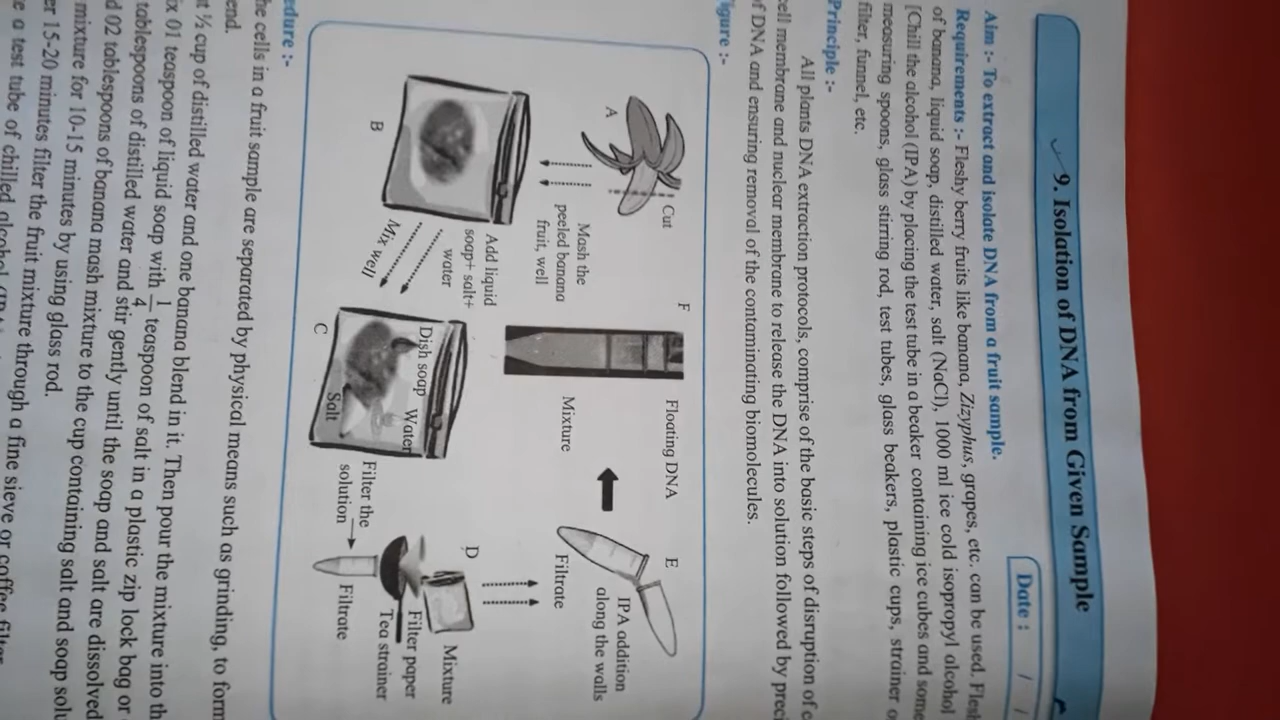 9. Isolation of DNA from Given Sample
Date : / /
Aim :- To extract and isolate DNA from a fruit sample.
Requirements :- Fleshy berry fruits like banana, Zizyphus, grapes, etc. can be used. Flesh
of banana, liquid soap, distilled water, salt (NaCl), 1000 ml ice cold isopropyl alcohol
[Chill the alcohol (IPA) by placing the test tube in a beaker containing ice cubes and some
measuring spoons, glass stirring rod, test tubes, glass beakers, plastic cups, strainer o
filter, funnel, etc.
Principle :-
All plants DNA extraction protocols, comprise of the basic steps of disruption of c
cell membrane and nuclear membrane to release the DNA into solution followed by preci
of DNA and ensuring removal of the contaminating biomolecules.
igure :-
Cut
A
Mash the
peeled banana
fruit, well
B
Add liquid
soap+ salt+
water
Mix well
F
Floating DNA
Mixture
Dish soap
Water
Salt
C
E
IPA addition
along the walls
Filtrate
D
Mixture
Filter paper
Tea strainer
Filter the
solution
Filtrate
edure :-
he cells in a fruit sample are separated by physical means such as grinding, to form
end.
t ½ cup of distilled water and one banana blend in it. Then pour the mixture into th
ix 01 teaspoon of liquid soap with 1/4 teaspoon of salt in a plastic zip lock bag or
tablespoons of distilled water and stir gently until the soap and salt are dissolved
d 02 tablespoons of banana mash mixture to the cup containing salt and soap solu
mixture for 10-15 minutes by using glass rod.
er 15-20 minutes filter the fruit mixture through a fine sieve or coffee filter
e a test tube of chilled alcohol